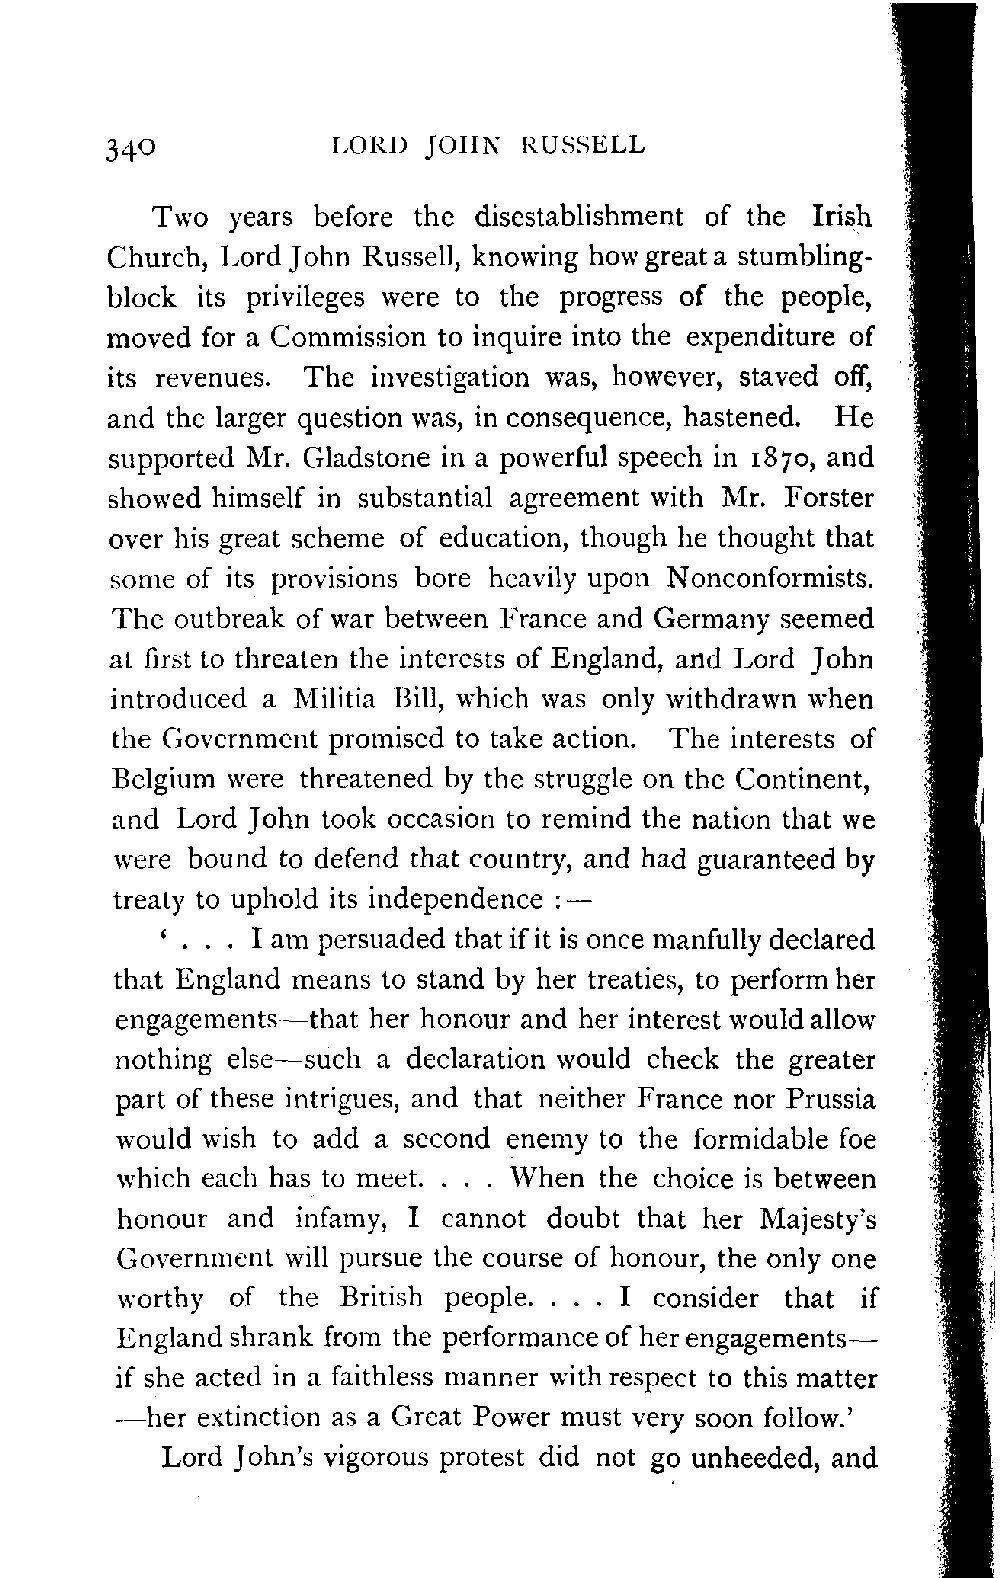 340 LORD JOHN RUSSELL
Two years before the disestablishment of the Irish
Church, Lord John Russell, knowing how great a stumbling-
block its privileges were to the progress of the people,
moved for a Commission to inquire into the expenditure of
its revenues. The investigation was, however, staved off,
and the larger question was, in consequence, hastened. He
supported Mr. Gladstone in a powerful speech in 1870, and
showed himself in substantial agreement with Mr. Forster
over his great scheme of education, though he thought that
some of its provisions bore heavily upon Nonconformists.
The outbreak of war between France and Germany seemed
at first to threaten the interests of England, and Lord John
introduced a Militia Bill, which was only withdrawn when
the Government promised to take action. The interests of
Belgium were threatened by the struggle on the Continent,
and Lord John took occasion to remind the nation that we
were bound to defend that country, and had guaranteed by
treaty to uphold its independence :—
‘ . . . I am persuaded that if it is once manfully declared
that England means to stand by her treaties, to perform her
engagements—that her honour and her interest would allow
nothing else—such a declaration would check the greater
part of these intrigues, and that neither France nor Prussia
would wish to add a second enemy to the formidable foe
which each has to meet. . . . When the choice is between
honour and infamy, I cannot doubt that her Majesty’s
Government will pursue the course of honour, the only one
worthy of the British people. . . . I consider that if
England shrank from the performance of her engagements—
if she acted in a faithless manner with respect to this matter
—her extinction as a Great Power must very soon follow.’
Lord John’s vigorous protest did not go unheeded, and